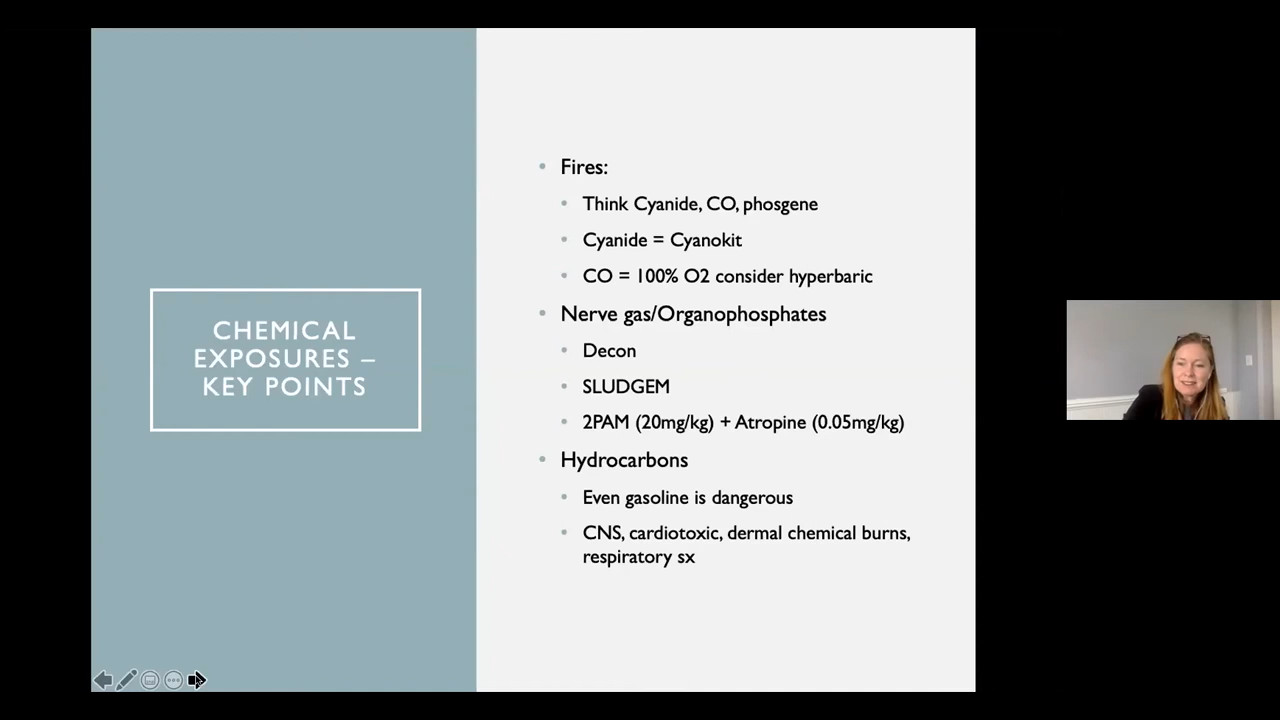 CHEMICAL
EXPOSURES –
KEY POINTS
• Fires:
• Think Cyanide, CO, phosgene
• Cyanide = Cyanokit
• CO = 100% O2 consider hyperbaric
• Nerve gas/Organophosphates
• Decon
• SLUDGEM
• 2PAM (20mg/kg) + Atropine (0.05mg/kg)
• Hydrocarbons
• Even gasoline is dangerous
• CNS, cardiotoxic, dermal chemical burns,
respiratory sx